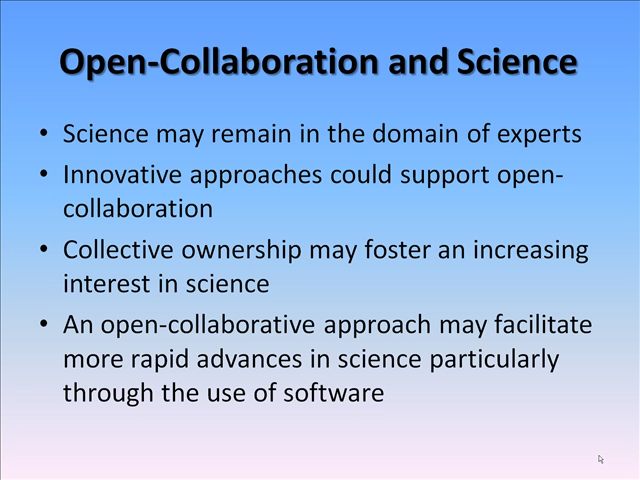 Open-Collaboration and Science
• Science may remain in the domain of experts
• Innovative approaches could support open-
collaboration
• Collective ownership may foster an increasing
interest in science
• An open-collaborative approach may facilitate
more rapid advances in science particularly
through the use of software